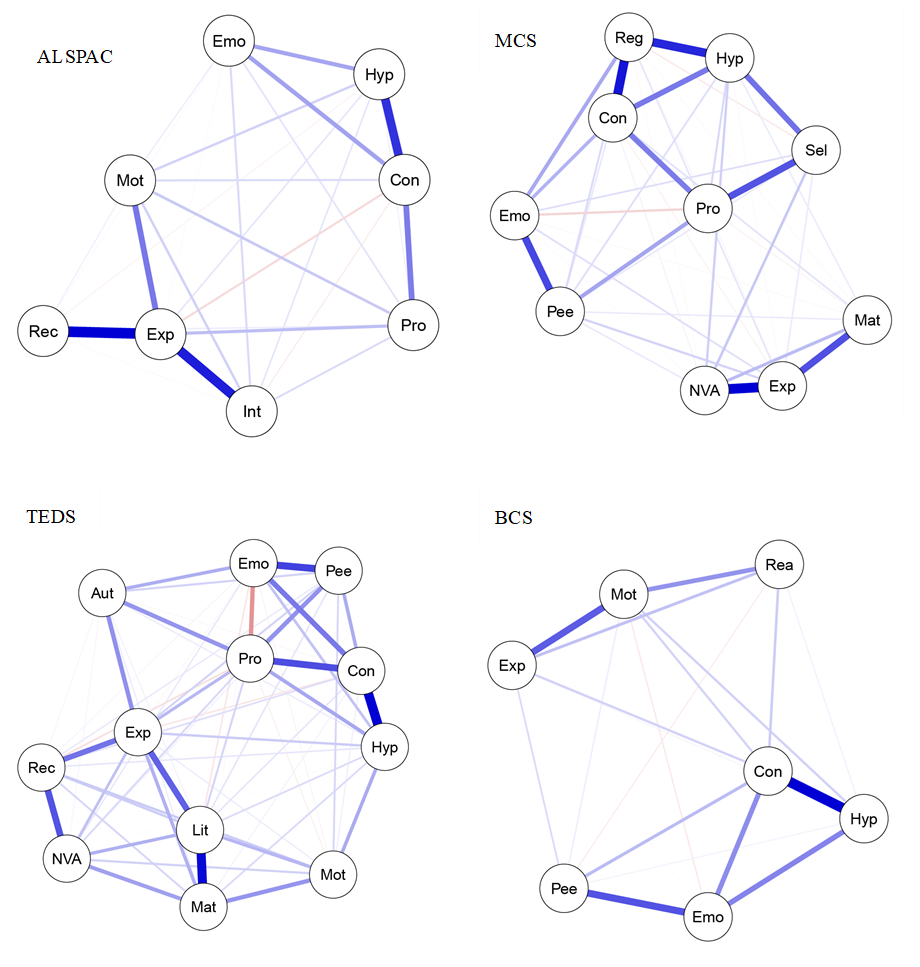 ALSPAC
Emo
Hyp
Mot
Con
Rec
Exp
Pro
Int
MCS
Reg
Hyp
Con
Sel
Emo
Pro
Pee
Mat
NVA
Exp
TEDS
Emo
Pee
Aut
Pro
Con
Exp
Hyp
Rec
Lit
NVA
Mot
Mat
BCS
Rea
Mot
Exp
Con
Hyp
Pee
Emo